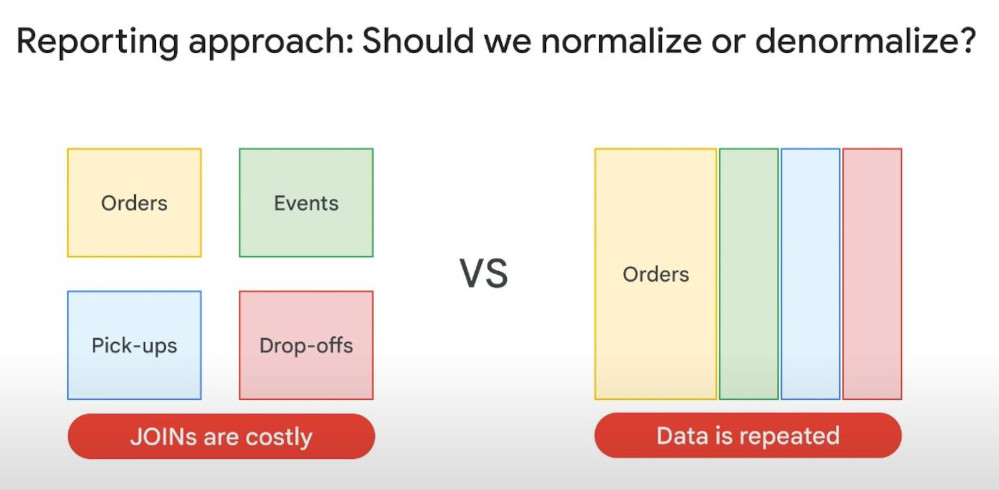 Reporting approach: Should we normalize or denormalize?
Orders
Events
Pick-ups
Drop-offs
JOINs are costly
VS
Orders
Data is repeated